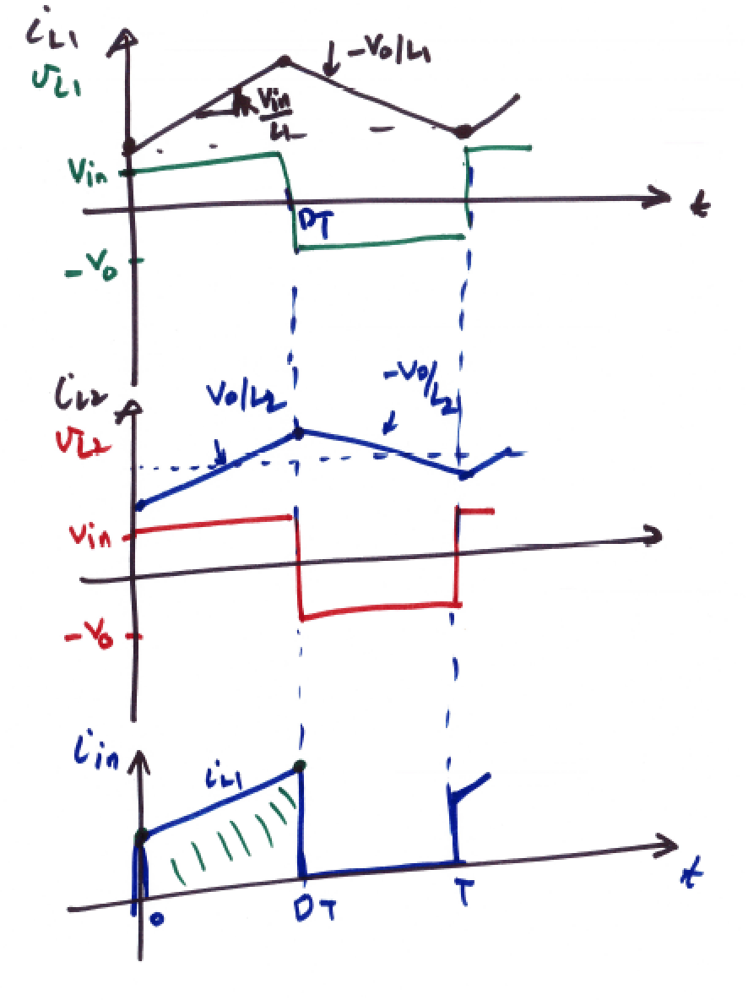 iL1
vL1
-Vo/L1
Vin/L1
Vin
t
DT
-Vo
iL2
Vo/L2
-Vo/L2
vL2
Vin
-Vo
iin
iL1
t
0
DT
T